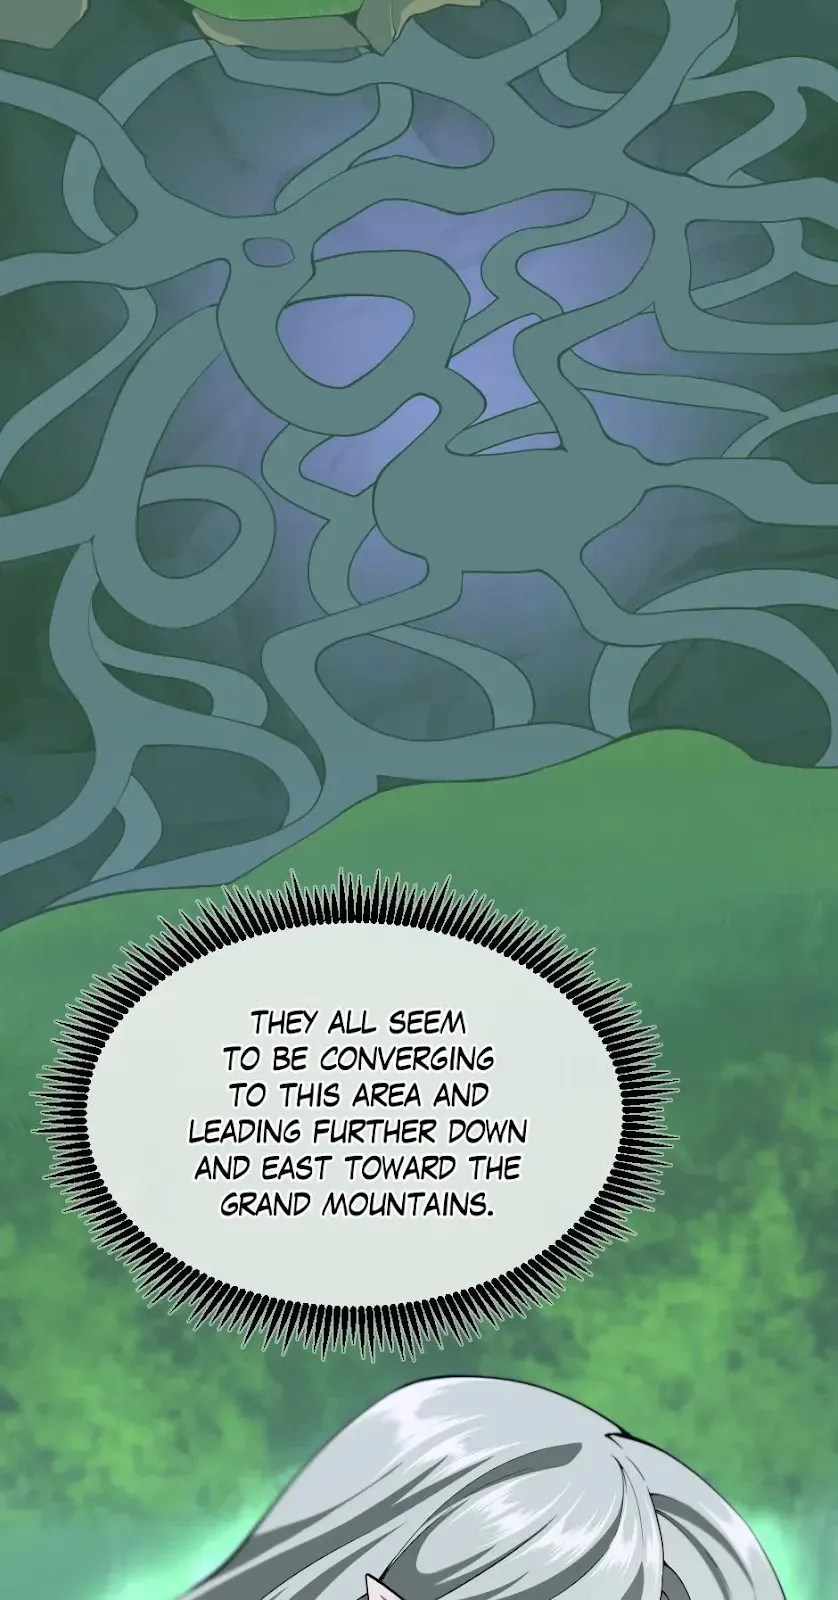 THEY ALL SEEM
TO BE CONVERGING
TO THIS AREA AND
LEADING FURTHER DOWN
AND EAST TOWARD THE
GRAND MOUNTAINS.